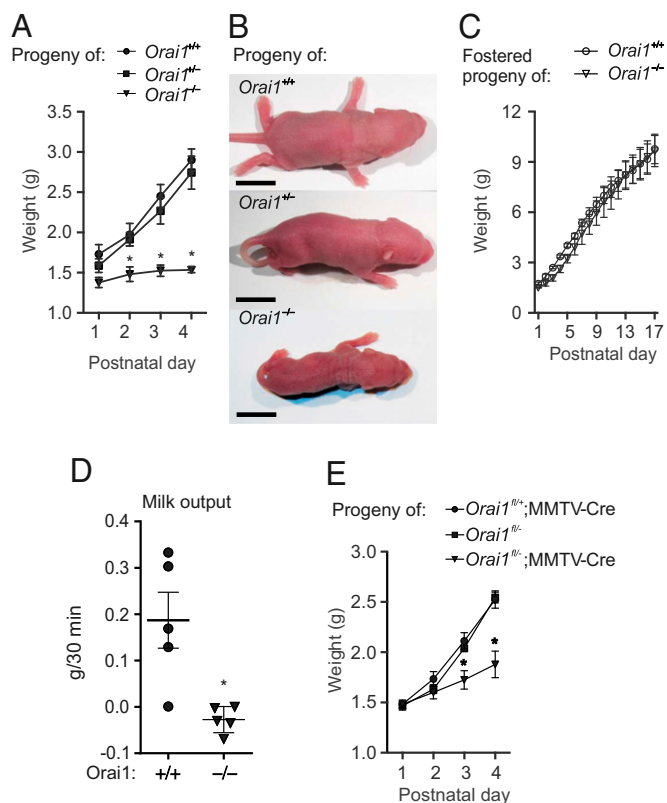 A
Progeny of:
Orai1+/+
Orai1+/-
Orai1-/-
Weight (g)
3.5
3.0
2.5
2.0
1.5
1.0
* * *
1 2 3 4
Postnatal day
B
Progeny of:
Orai1+/+
Orai1+/-
Orai1-/-
C
Fostered
progeny of:
Orai1+/+
Orai1-/-
Weight (g)
12
9
6
3
0
1 5 9 13 17
Postnatal day
D
Milk output
g/30 min
0.4
0.3
0.2
0.1
0.0
-0.1
*
Orai1: +/+ −/−
E
Progeny of:
Orai1fl/+;MMTV-Cre
Orai1fl/-
Orai1fl/-;MMTV-Cre
Weight (g)
2.5
2.0
1.5
1.0
* *
1 2 3 4
Postnatal day